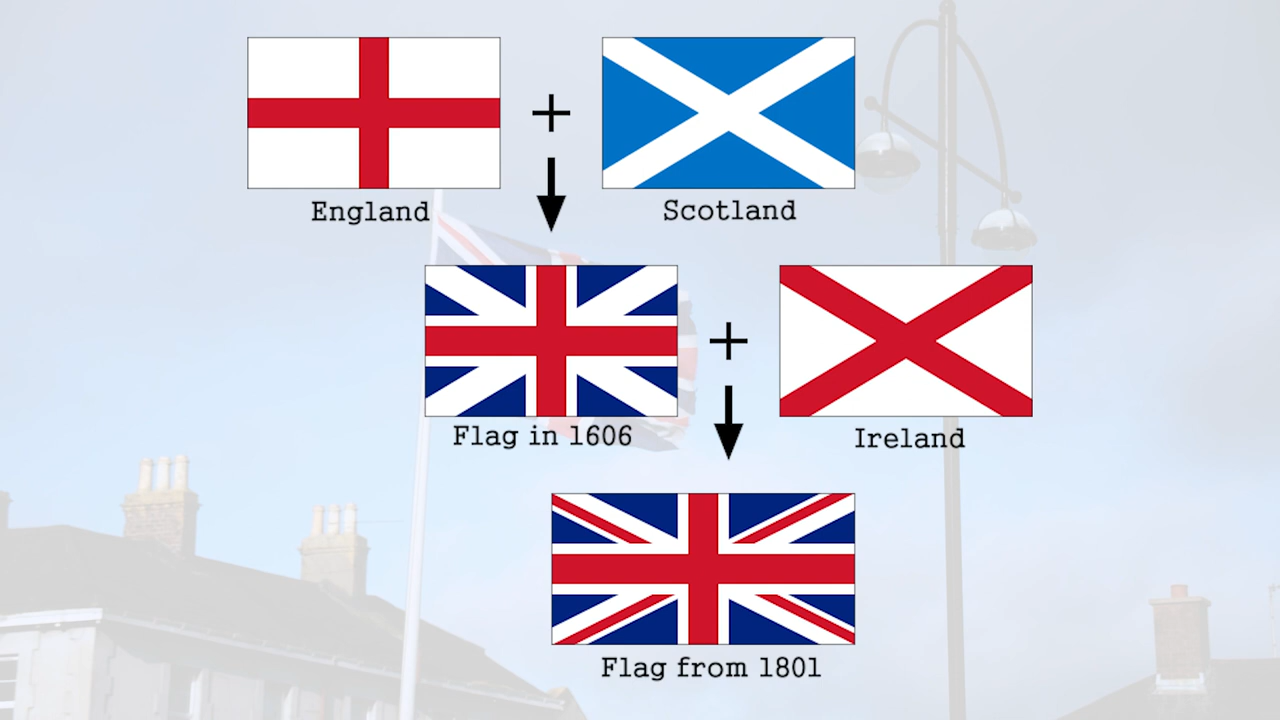 England
Scotland
Flag in 1606
Ireland
Flag from 1801